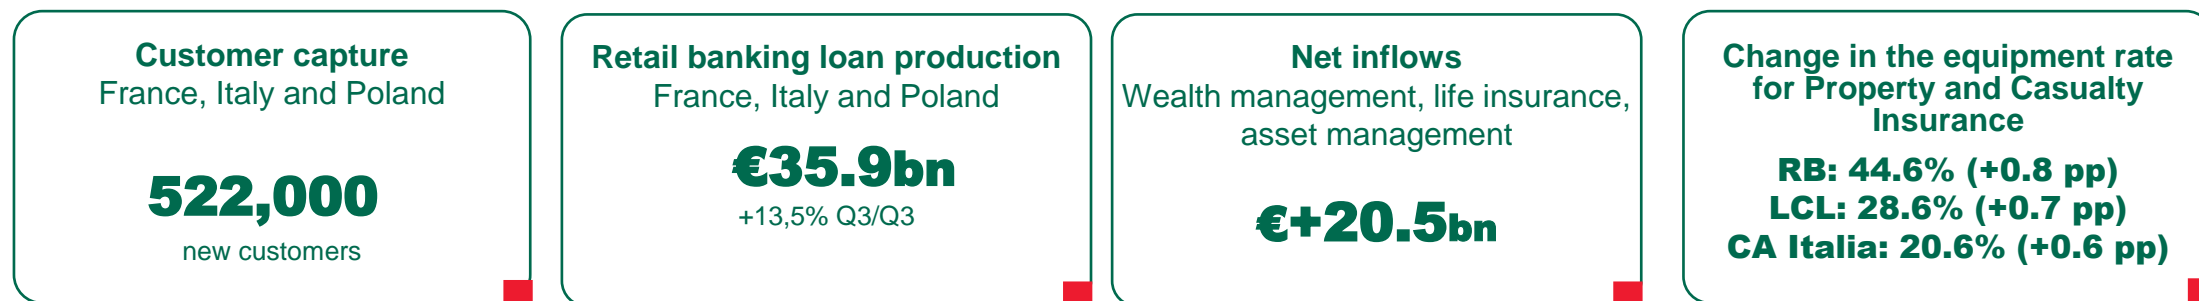 Customer capture
France, Italy and Poland
522,000
new customers
Retail banking loan production
France, Italy and Poland
€35.9bn
+13,5% Q3/Q3
Net inflows
Wealth management, life insurance,
asset management
€+20.5bn
Change in the equipment rate
for Property and Casualty
Insurance
RB: 44.6% (+0.8 pp)
LCL: 28.6% (+0.7 pp)
CA Italia: 20.6% (+0.6 pp)